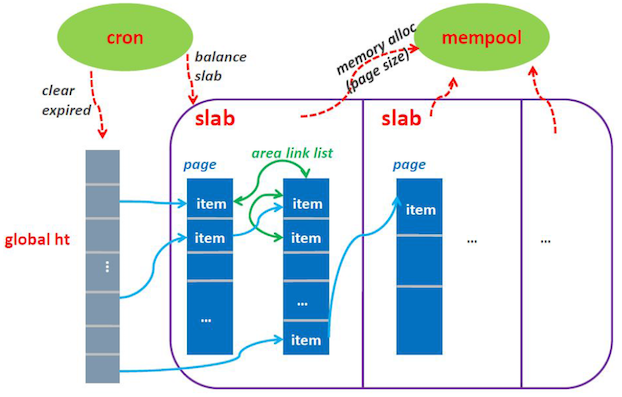 cron
mempool
balance
slab
memory alloc
(page size)
clear
expired
slab
slab
area link list
page
page
item
item
item
item
item
global ht
...
...
...
item
...
...
item